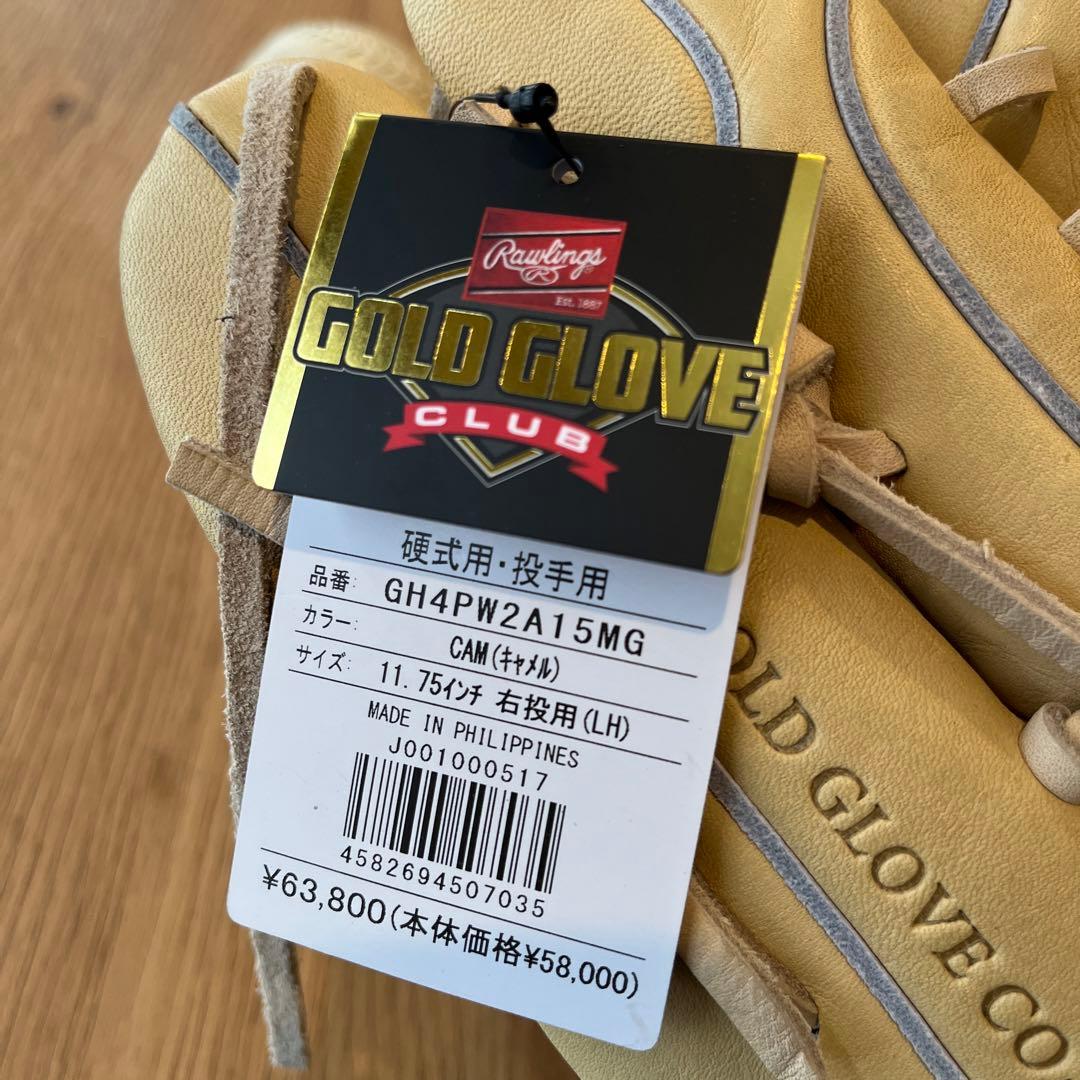 Rawlings
R
Est. 1887
GOLD GLOVE
CLUB
硬式用・投手用
品番: GH4PW2A15MG
カラー: CAM(ｷｬﾒﾙ)
サイズ: 11.75ｲﾝﾁ 右投用(LH)
MADE IN PHILIPPINES
J001000517
4582694507035
¥63,800(本体価格¥58,000)
OLD GLOVE CO